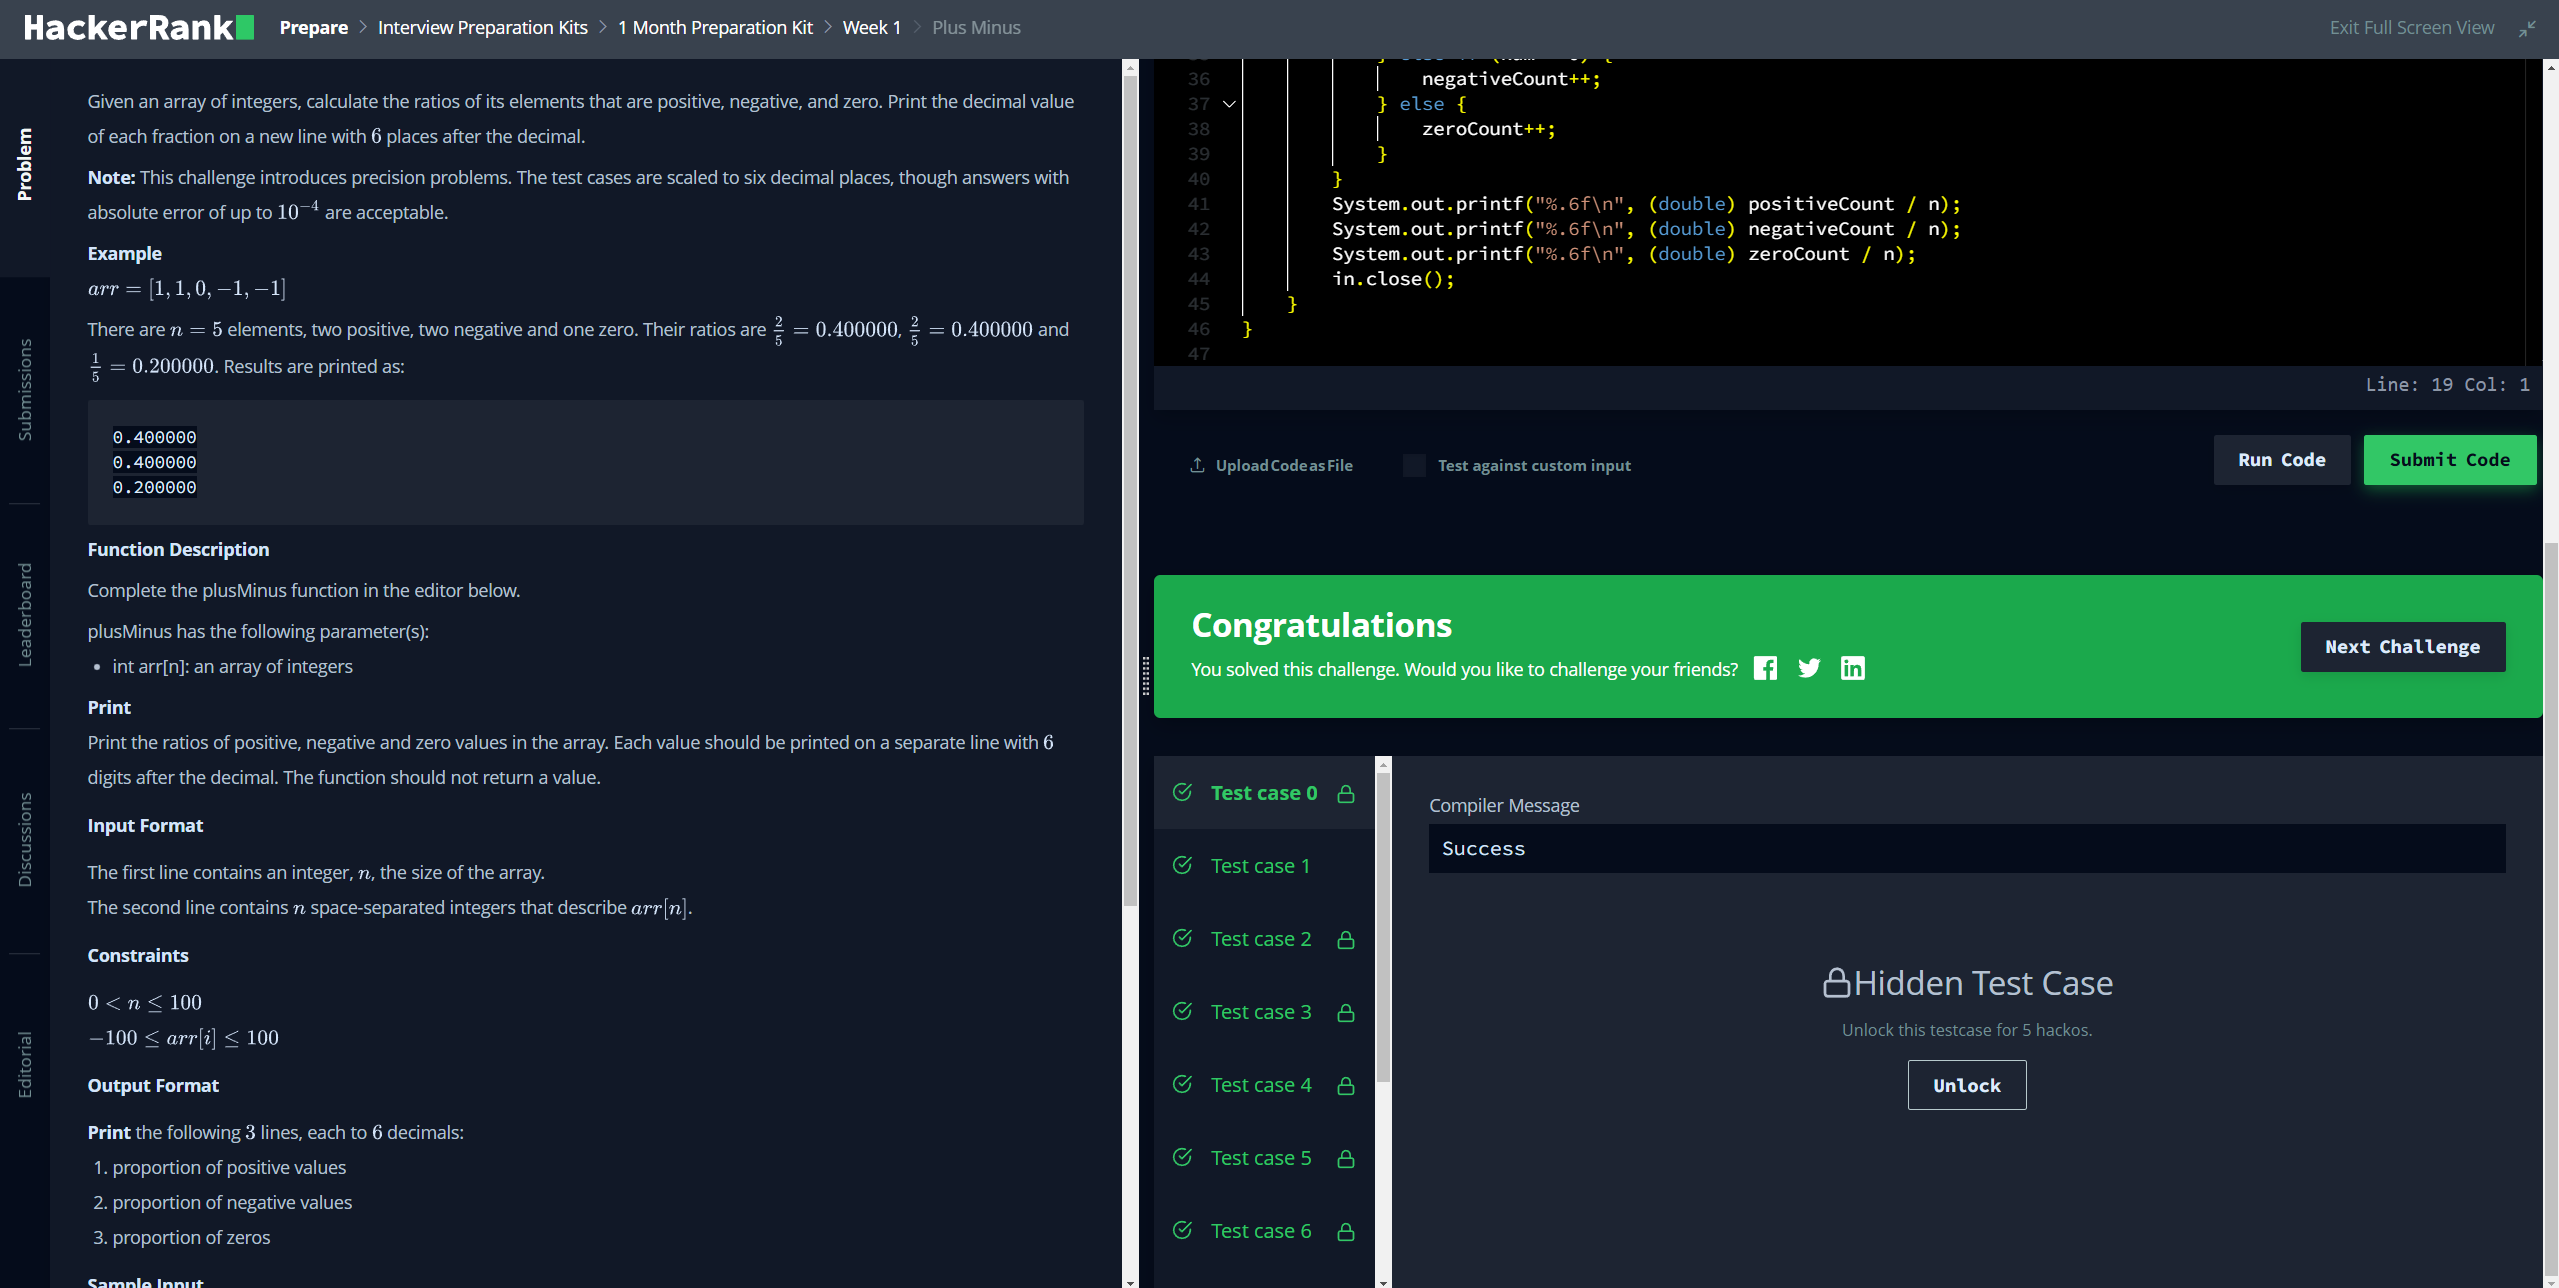 HackerRank
Prepare > Interview Preparation Kits > 1 Month Preparation Kit > Week 1 > Plus Minus
Exit Full Screen View
Problem
Submissions
Leaderboard
Discussions
Editorial
Given an array of integers, calculate the ratios of its elements that are positive, negative, and zero. Print the decimal value
of each fraction on a new line with 6 places after the decimal.
Note: This challenge introduces precision problems. The test cases are scaled to six decimal places, though answers with
absolute error of up to 10⁻⁴ are acceptable.
Example
arr = [1, 1, 0, −1, −1]
There are n = 5 elements, two positive, two negative and one zero. Their ratios are 2/5 = 0.400000, 2/5 = 0.400000 and
1/5 = 0.200000. Results are printed as:
0.400000
0.400000
0.200000
Function Description
Complete the plusMinus function in the editor below.
plusMinus has the following parameter(s):
• int arr[n]: an array of integers
Print
Print the ratios of positive, negative and zero values in the array. Each value should be printed on a separate line with 6
digits after the decimal. The function should not return a value.
Input Format
The first line contains an integer, n, the size of the array.
The second line contains n space-separated integers that describe arr[n].
Constraints
0 < n ≤ 100
−100 ≤ arr[i] ≤ 100
Output Format
Print the following 3 lines, each to 6 decimals:
1. proportion of positive values
2. proportion of negative values
3. proportion of zeros
Sample Input
36 negativeCount++;
37 } else {
38 zeroCount++;
39 }
40 }
41 System.out.printf("%.6f\n", (double) positiveCount / n);
42 System.out.printf("%.6f\n", (double) negativeCount / n);
43 System.out.printf("%.6f\n", (double) zeroCount / n);
44 in.close();
45 }
46 }
47
Line: 19 Col: 1
Upload Code as File
Test against custom input
Run Code
Submit Code
Congratulations
You solved this challenge. Would you like to challenge your friends?
Next Challenge
Test case 0
Test case 1
Test case 2
Test case 3
Test case 4
Test case 5
Test case 6
Compiler Message
Success
Hidden Test Case
Unlock this testcase for 5 hackos.
Unlock